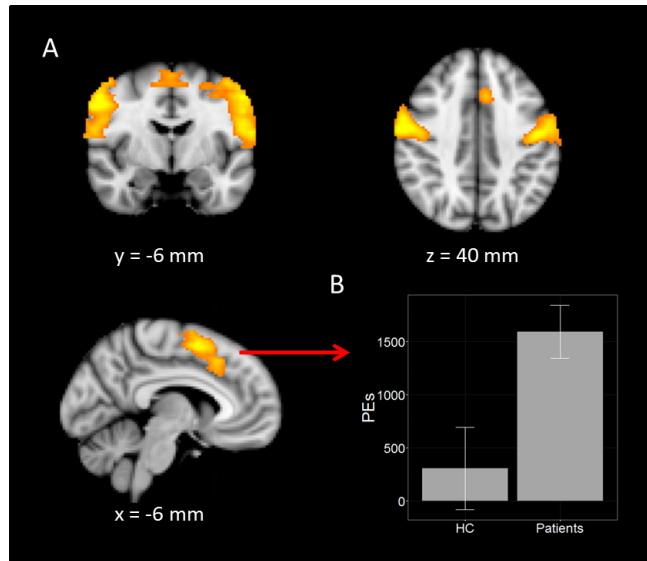 A
y = -6 mm
z = 40 mm
x = -6 mm
B
PEs
1500
1000
500
0
HC
Patients